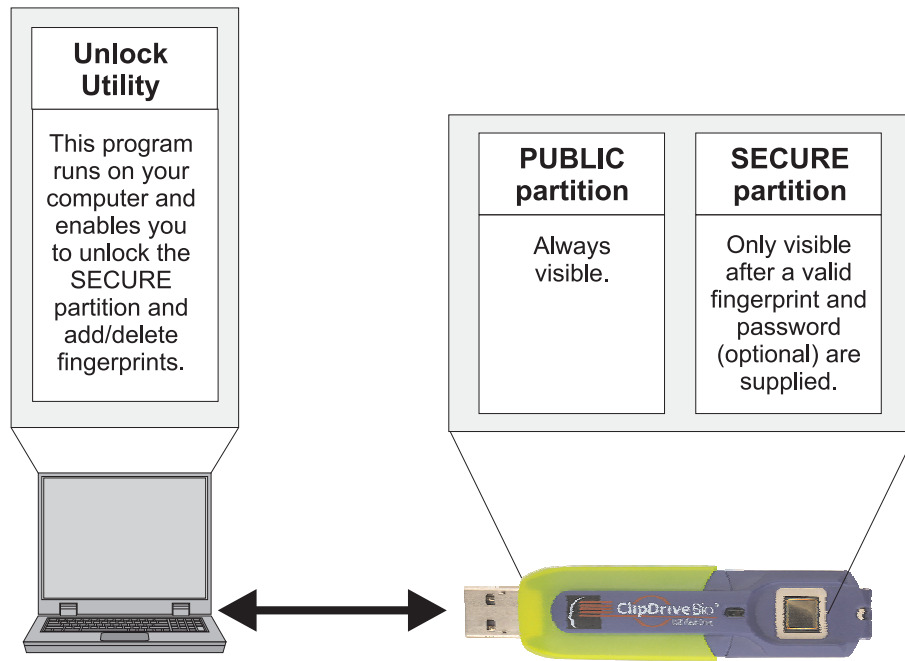 Unlock
Utility
This program
runs on your
computer and
enables you
to unlock the
SECURE
partition and
add/delete
fingerprints.
PUBLIC
partition
Always
visible.
SECURE
partition
Only visible
after a valid
fingerprint and
password
(optional) are
supplied.
ClipDrive Bio